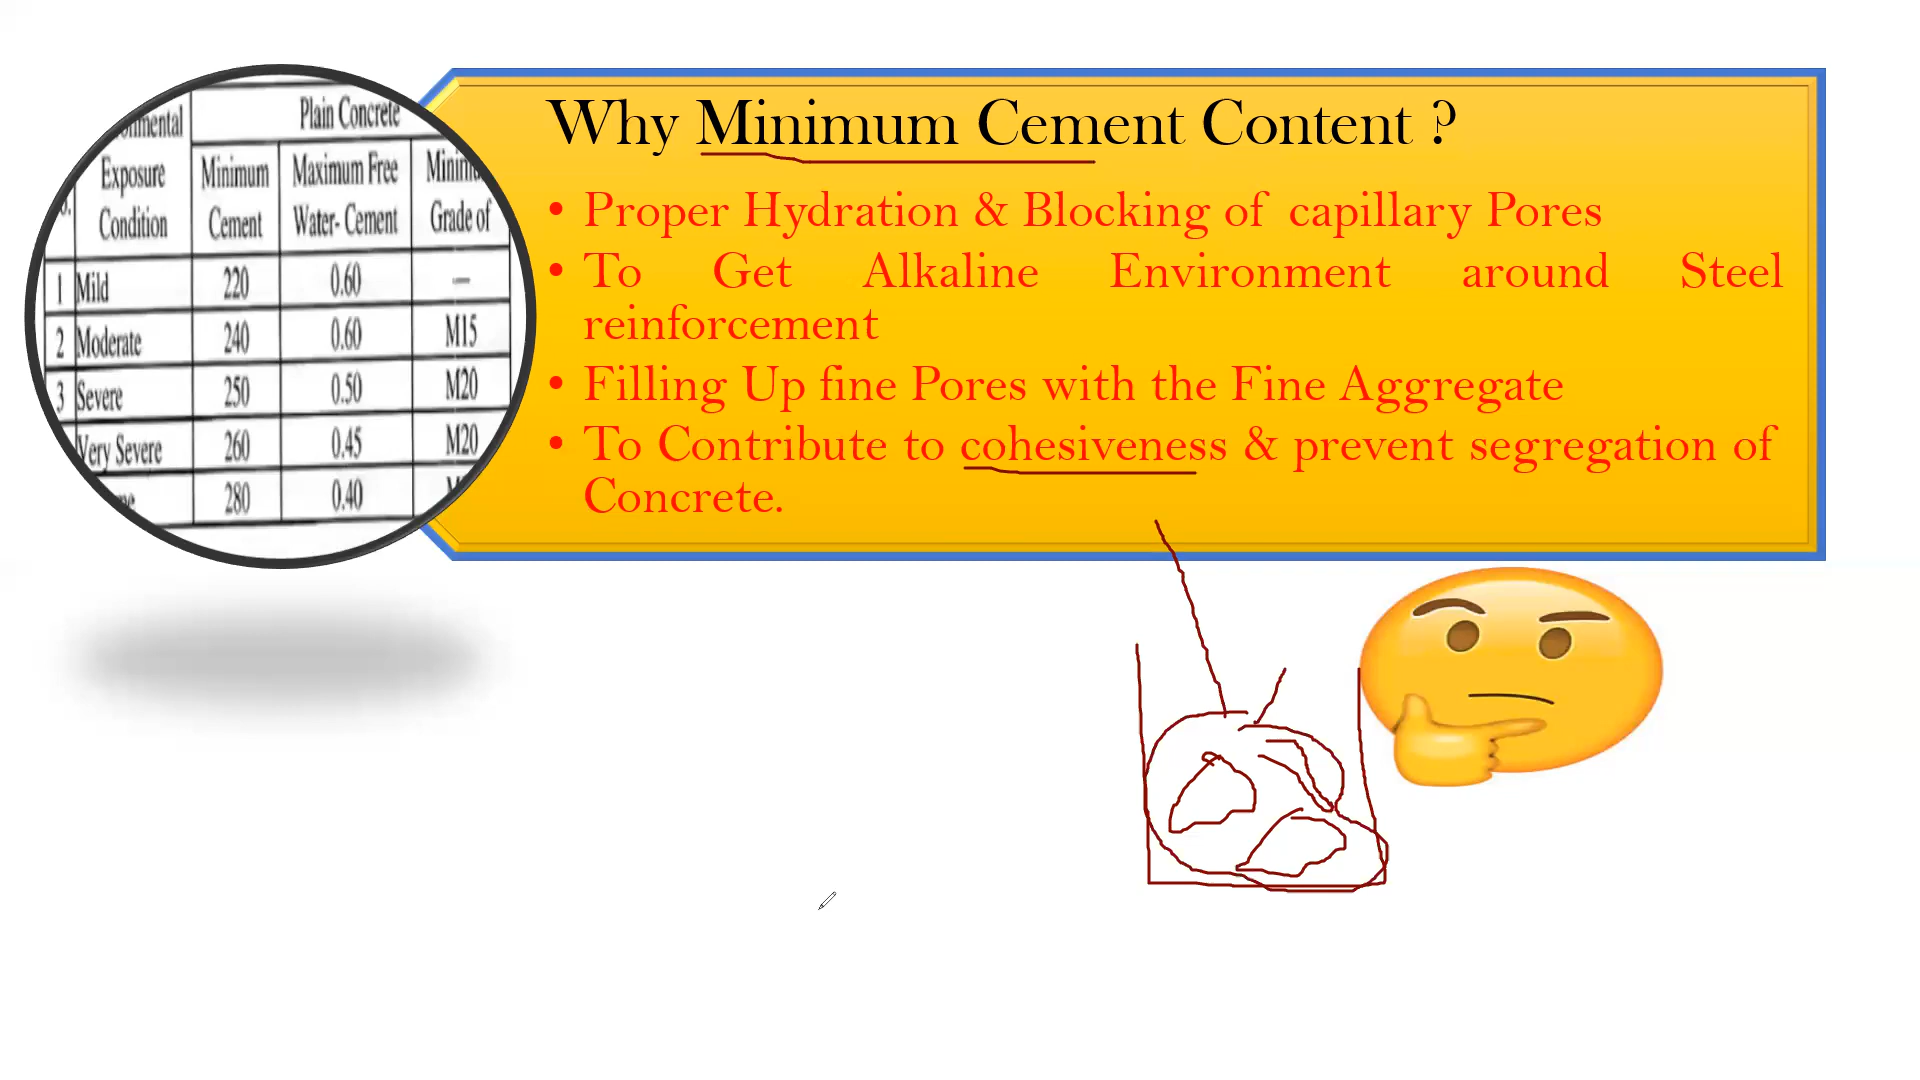 Why Minimum Cement Content ?
• Proper Hydration & Blocking of capillary Pores
• To Get Alkaline Environment around Steel
reinforcement
• Filling Up fine Pores with the Fine Aggregate
• To Contribute to cohesiveness & prevent segregation of
Concrete.
Plain Concrete
Exposure Minimum Maximum Free
Condition Cement Water- Cement Grade of
1 Mild 220 0.60 —
2 Moderate 240 0.60 M15
3 Severe 250 0.50 M20
Very Severe 260 0.45 M20
280 0.40